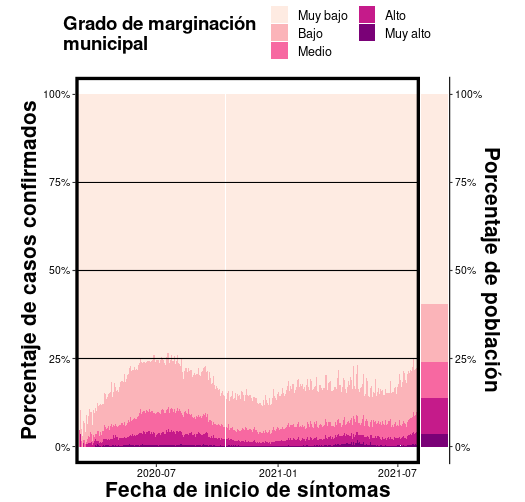 Grado de marginación
municipal
Muy bajo
Bajo
Medio
Alto
Muy alto
Porcentaje de casos confirmados
100%
75%
50%
25%
0%
100%
75%
50%
25%
0%
Porcentaje de población
2020-07
2021-01
2021-07
Fecha de inicio de síntomas